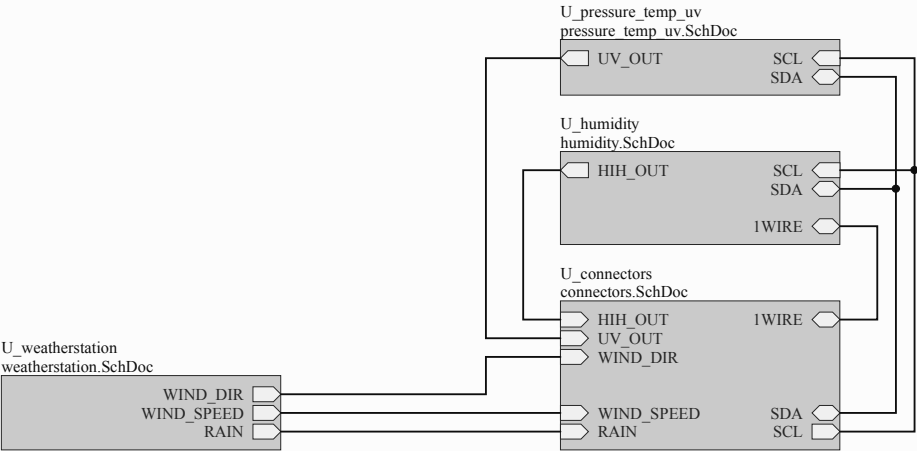 U_pressure_temp_uv
pressure_temp_uv.SchDoc
UV_OUT SCL
SDA
U_humidity
humidity.SchDoc
HIH_OUT SCL
SDA
1WIRE
U_connectors
connectors.SchDoc
HIH_OUT 1WIRE
UV_OUT
WIND_DIR
WIND_SPEED SDA
RAIN SCL
U_weatherstation
weatherstation.SchDoc
WIND_DIR
WIND_SPEED
RAIN